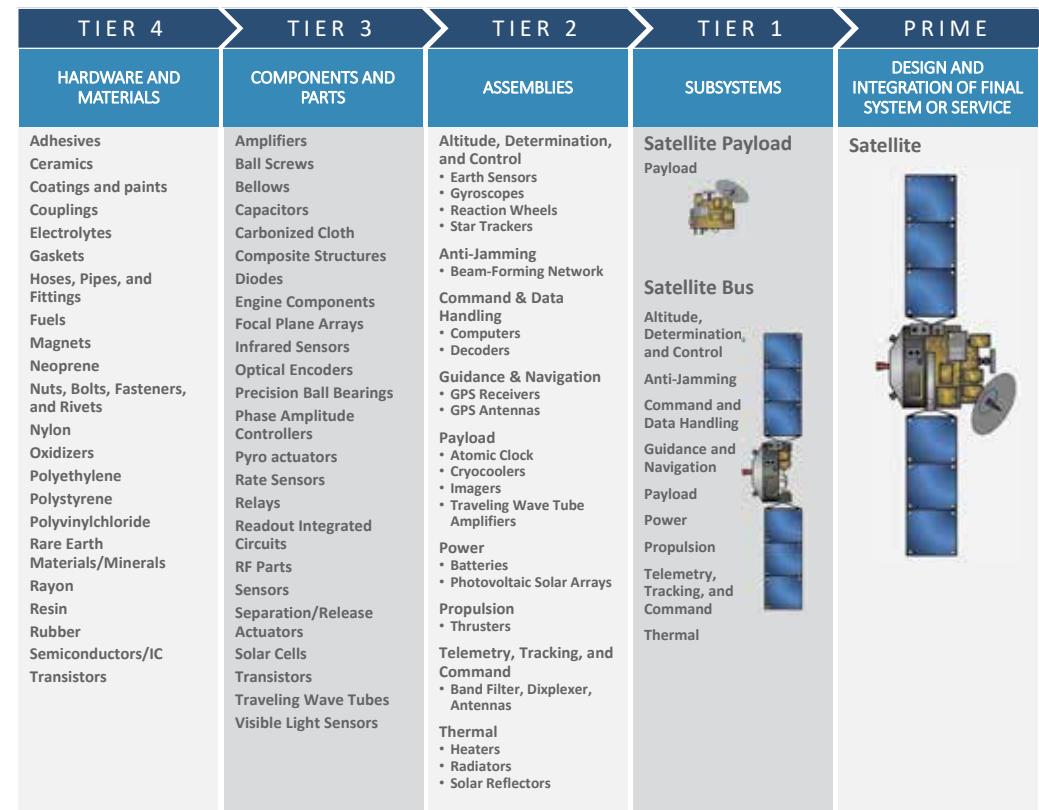 TIER 4
TIER 3
TIER 2
TIER 1
PRIME
HARDWARE AND
MATERIALS
COMPONENTS AND
PARTS
ASSEMBLIES
SUBSYSTEMS
DESIGN AND
INTEGRATION OF FINAL
SYSTEM OR SERVICE
Adhesives
Ceramics
Coatings and paints
Couplings
Electrolytes
Gaskets
Hoses, Pipes, and
Fittings
Fuels
Magnets
Neoprene
Nuts, Bolts, Fasteners,
and Rivets
Nylon
Oxidizers
Polyethylene
Polystyrene
Polyvinylchloride
Rare Earth
Materials/Minerals
Rayon
Resin
Rubber
Semiconductors/IC
Transistors
Amplifiers
Ball Screws
Bellows
Capacitors
Carbonized Cloth
Composite Structures
Diodes
Engine Components
Focal Plane Arrays
Infrared Sensors
Optical Encoders
Precision Ball Bearings
Phase Amplitude
Controllers
Pyro actuators
Rate Sensors
Relays
Readout Integrated
Circuits
RF Parts
Sensors
Separation/Release
Actuators
Solar Cells
Transistors
Traveling Wave Tubes
Visible Light Sensors
Altitude, Determination,
and Control
• Earth Sensors
• Gyroscopes
• Reaction Wheels
• Star Trackers
Anti-Jamming
• Beam-Forming Network
Command & Data
Handling
• Computers
• Decoders
Guidance & Navigation
• GPS Receivers
• GPS Antennas
Payload
• Atomic Clock
• Cryocoolers
• Imagers
• Traveling Wave Tube
Amplifiers
Power
• Batteries
• Photovoltaic Solar Arrays
Propulsion
• Thrusters
Telemetry, Tracking, and
Command
• Band Filter, Dixplexer,
Antennas
Thermal
• Heaters
• Radiators
• Solar Reflectors
Satellite Payload
Payload
Satellite Bus
Altitude,
Determination,
and Control
Anti-Jamming
Command and
Data Handling
Guidance and
Navigation
Payload
Power
Propulsion
Telemetry,
Tracking, and
Command
Thermal
Satellite